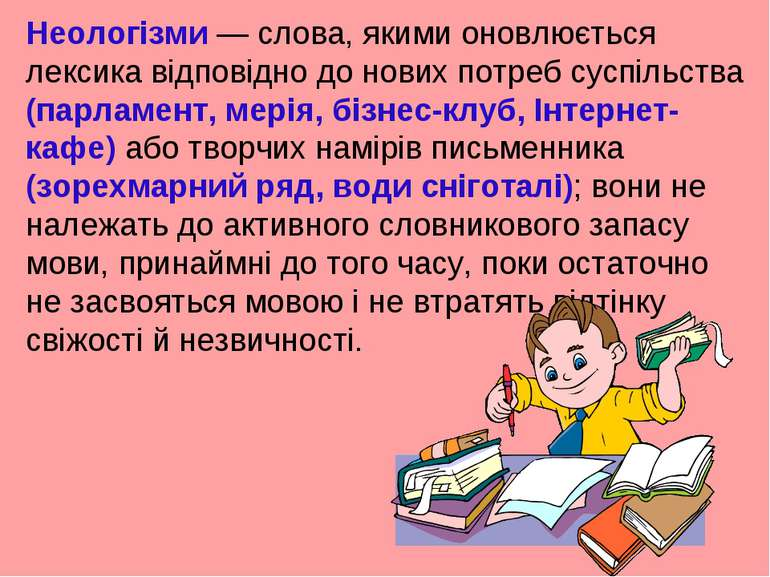 Неологізми — слова, якими оновлюється
лексика відповідно до нових потреб суспільства
(парламент, мерія, бізнес-клуб, Інтернет-
кафе) або творчих намірів письменника
(зорехмарний ряд, води сніготалі); вони не
належать до активного словникового запасу
мови, принаймні до того часу, поки остаточно
не засвояться мовою і не втратять відтінку
свіжості й незвичності.